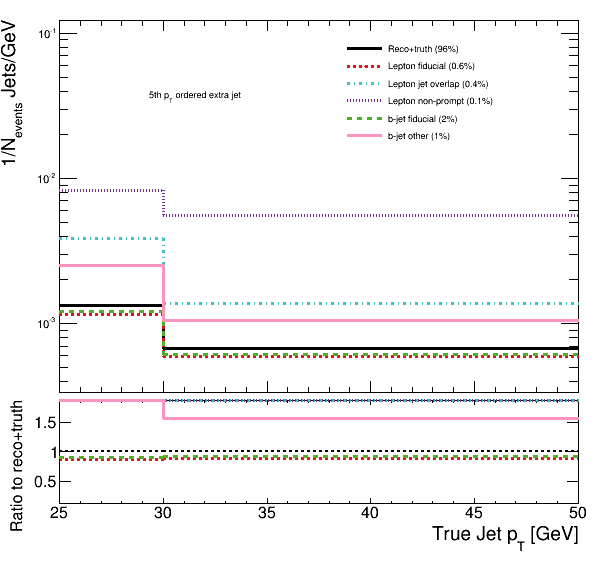 1/N_events Jets/GeV
10^-1
10^-2
10^-3
5th p_T ordered extra jet
Reco+truth (96%)
Lepton fiducial (0.6%)
Lepton jet overlap (0.4%)
Lepton non-prompt (0.1%)
b-jet fiducial (2%)
b-jet other (1%)
Ratio to reco+truth
1.5
1
0.5
25 30 35 40 45 50
True Jet p_T [GeV]